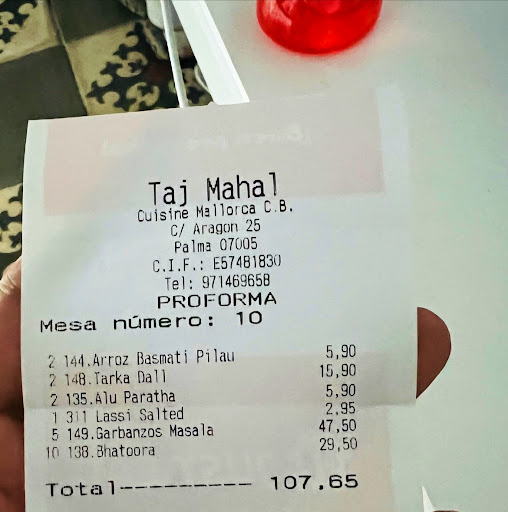 Taj Mahal
Cuisine Mallorca C.B.
C/ Aragon 25
Palma 07005
C.I.F.: E57481830
Tel: 971469658
PROFORMA
Mesa número: 10
2 144.Arroz Basmati Pilau 5,90
2 148.Tarka Dall 15,90
2 135.Alu Paratha 5,90
1 311 Lassi Salted 2,95
5 149.Garbanzos Masala 47,50
10 138.Bhatoora 29,50
Total--------- 107.65